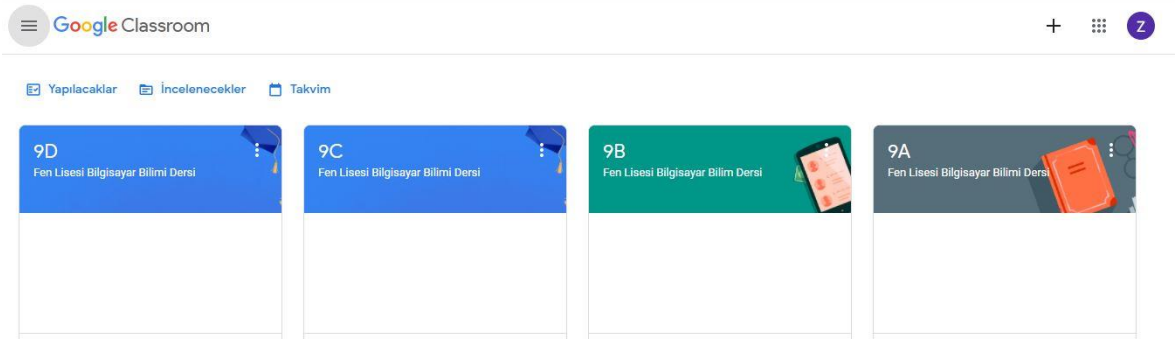 Google Classroom
Z
Yapılacaklar İncelenecekler Takvim
9D
Fen Lisesi Bilgisayar Bilimi Dersi
9C
Fen Lisesi Bilgisayar Bilimi Dersi
9B
Fen Lisesi Bilgisayar Bilim Dersi
9A
Fen Lisesi Bilgisayar Bilimi Dersi